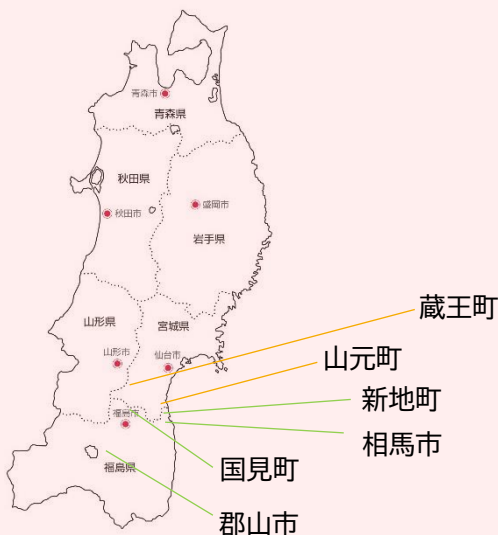 青森市
青森県
秋田県
盛岡市
秋田市
岩手県
蔵王町
山形県
宮城県
山形市
仙台市
山元町
新地町
福島市
相馬市
国見町
福島県
郡山市